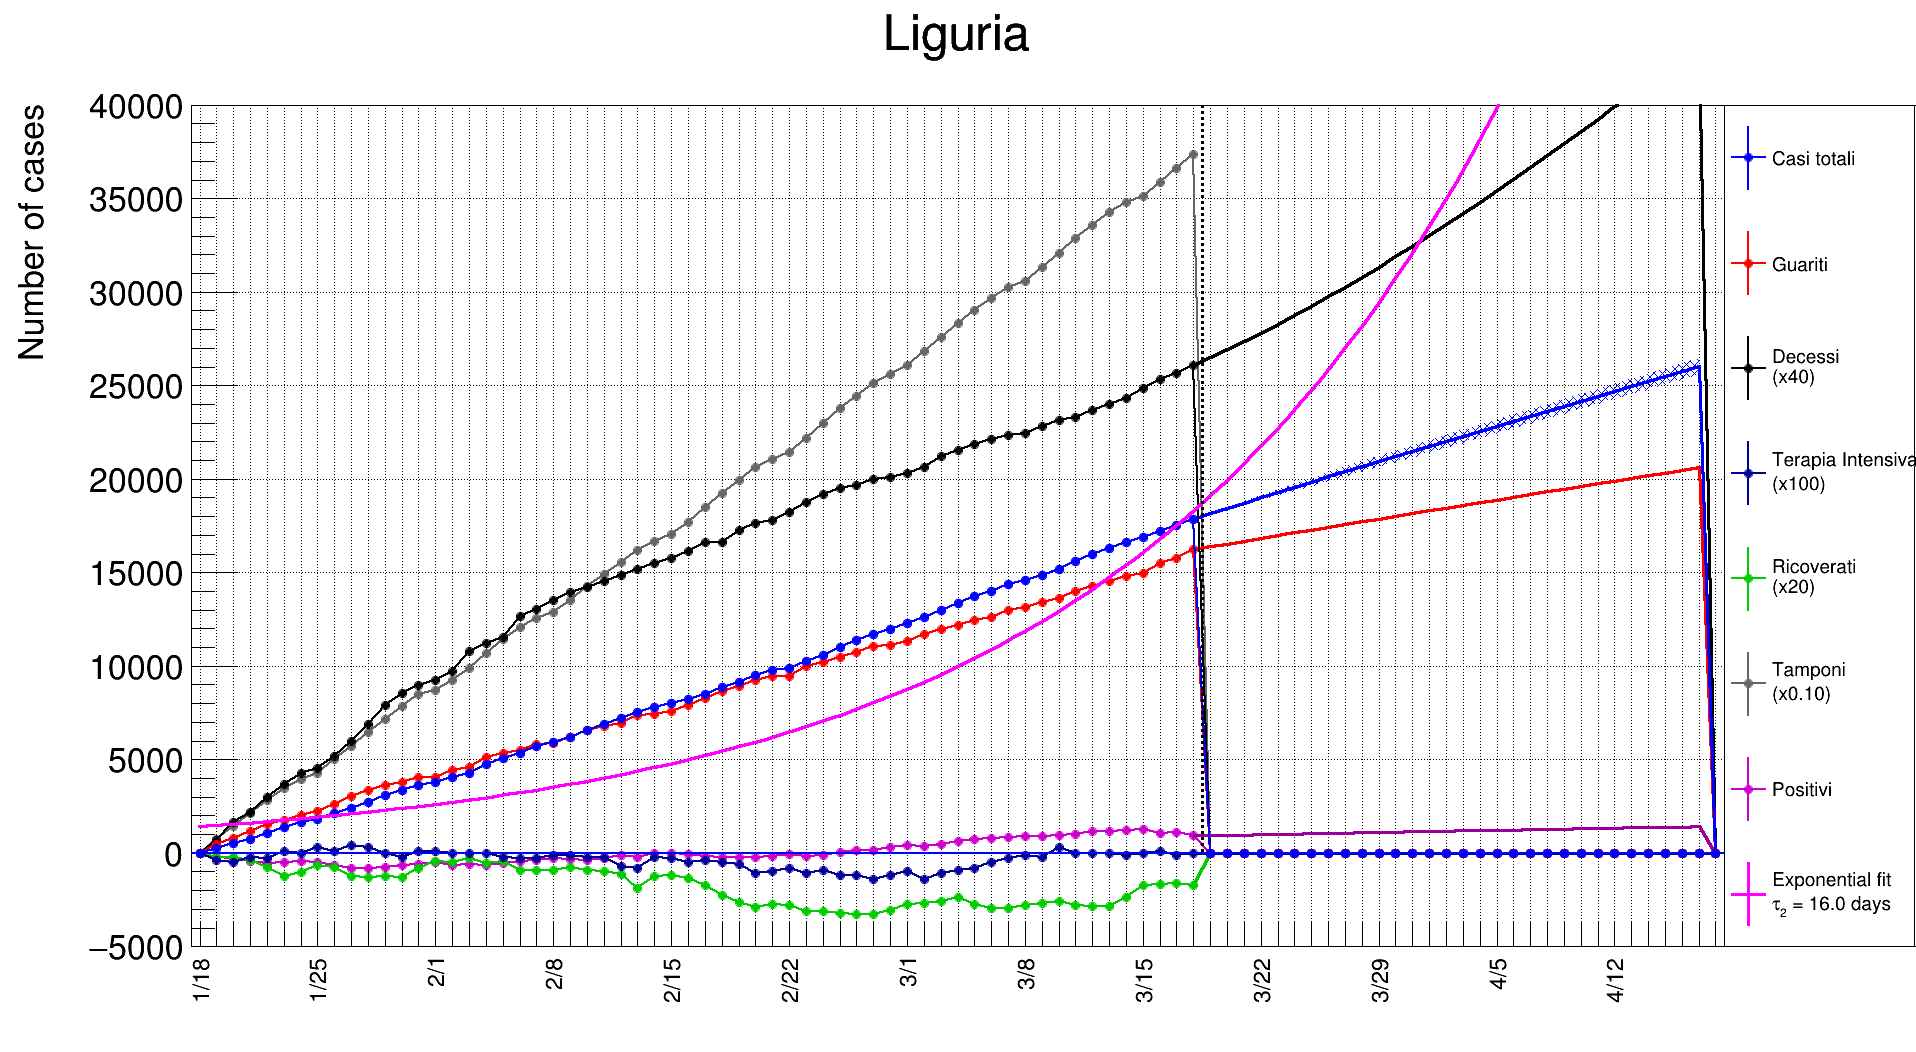 Liguria
Number of cases
40000
35000
30000
25000
20000
15000
10000
5000
0
−5000
1/18
1/25
2/1
2/8
2/15
2/22
3/1
3/8
3/15
3/22
3/29
4/5
4/12
Casi totali
Guariti
Decessi
(x40)
Terapia Intensiva
(x100)
Ricoverati
(x20)
Tamponi
(x0.10)
Positivi
Exponential fit
τ2 = 16.0 days